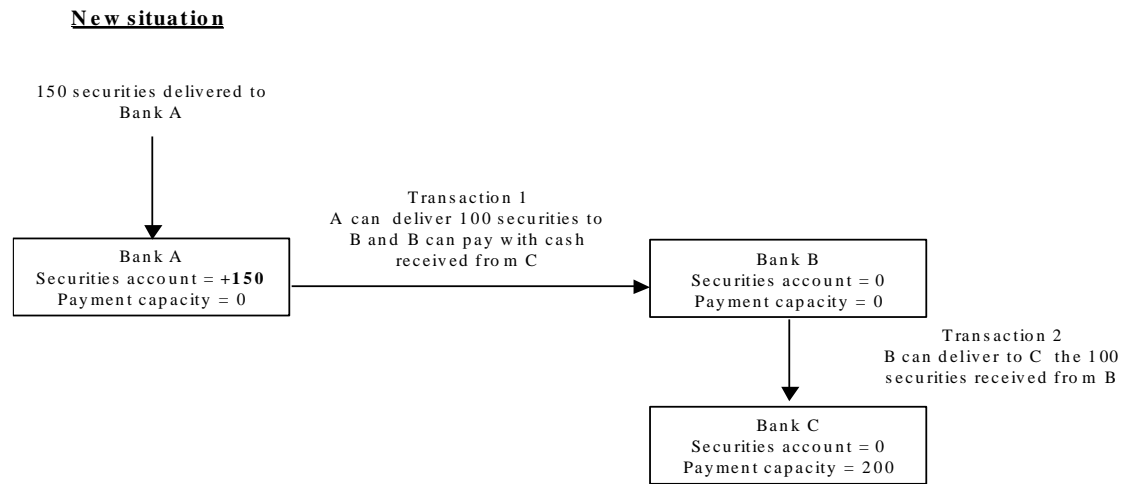 New situation
150 securities delivered to
Bank A
Transaction 1
A can deliver 100 securities to
B and B can pay with cash
received from C
Bank A
Securities account = +150
Payment capacity = 0
Bank B
Securities account = 0
Payment capacity = 0
Transaction 2
B can deliver to C the 100
securities received from B
Bank C
Securities account = 0
Payment capacity = 200